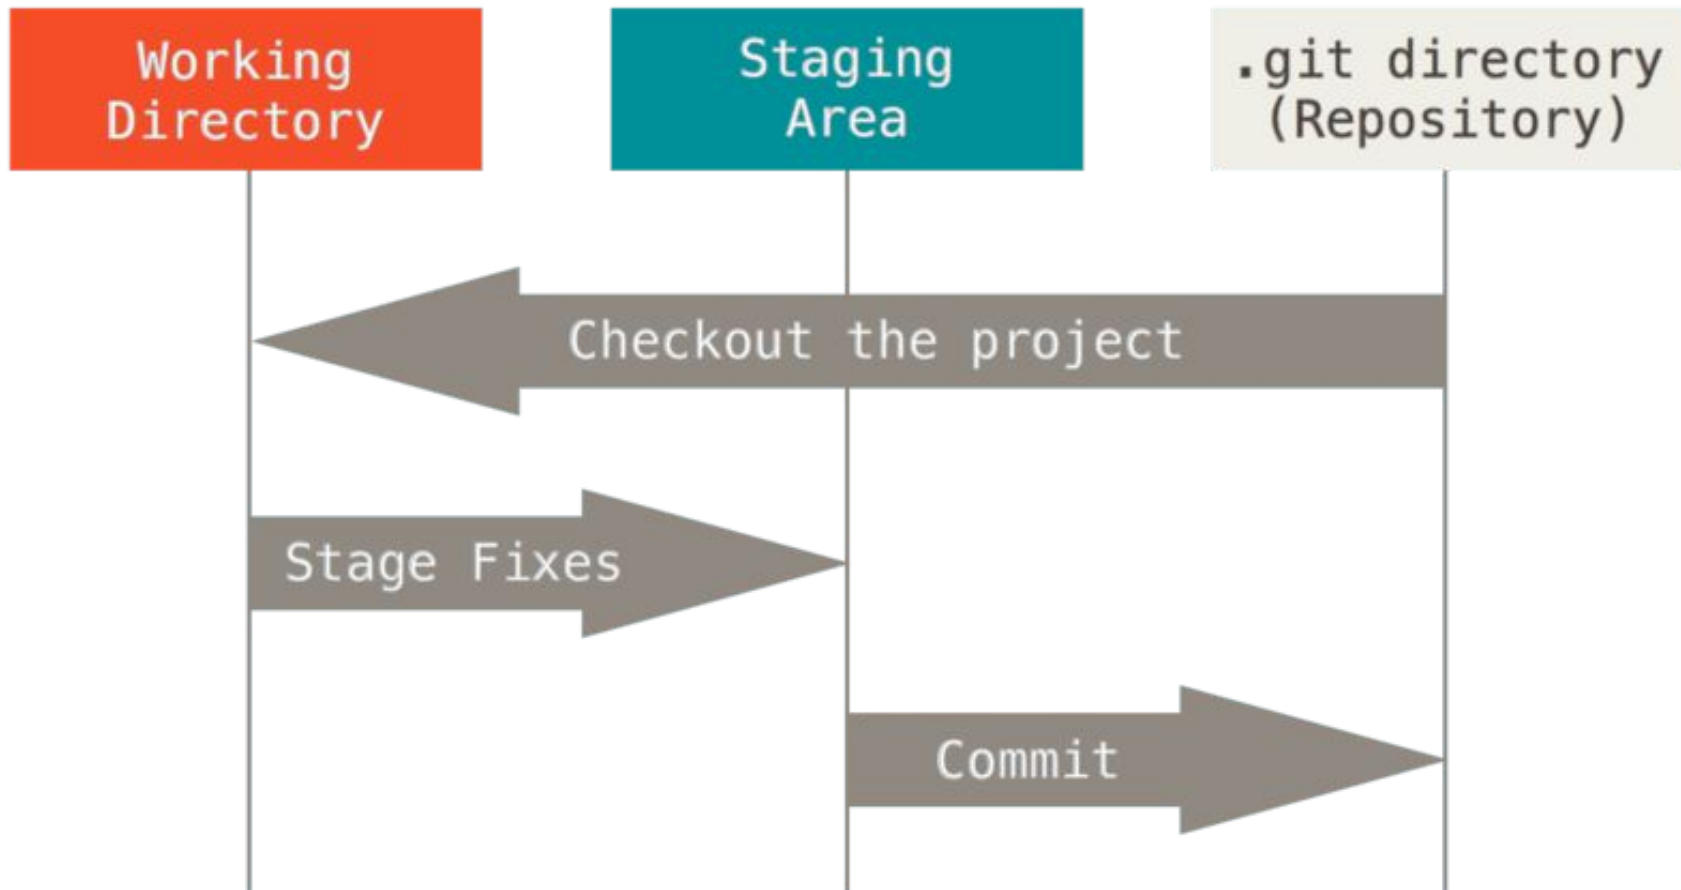 Working
Directory
Staging
Area
.git directory
(Repository)
Checkout the project
Stage Fixes
Commit